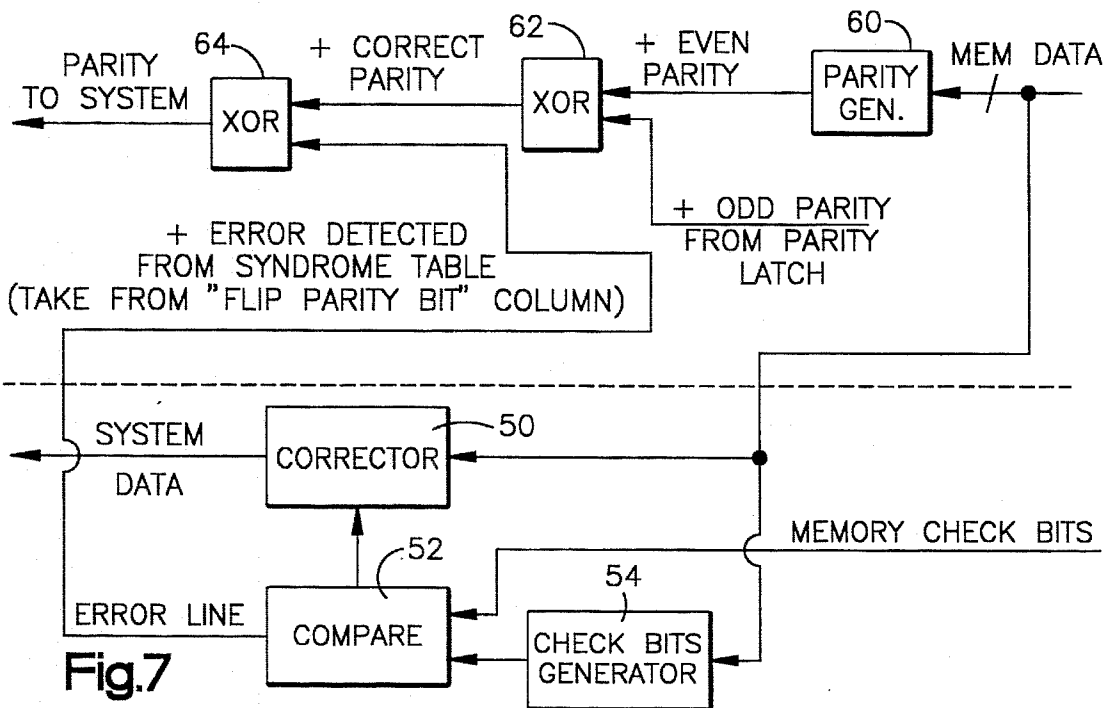 64
+ CORRECT
PARITY
62
+ EVEN
PARITY
60
MEM DATA
PARITY
TO SYSTEM
XOR
XOR
PARITY
GEN.
+ ODD PARITY
FROM PARITY
LATCH
+ ERROR DETECTED
FROM SYNDROME TABLE
(TAKE FROM "FLIP PARITY BIT" COLUMN)
SYSTEM
DATA
CORRECTOR
50
MEMORY CHECK BITS
52
54
ERROR LINE
COMPARE
CHECK BITS
GENERATOR
Fig.7